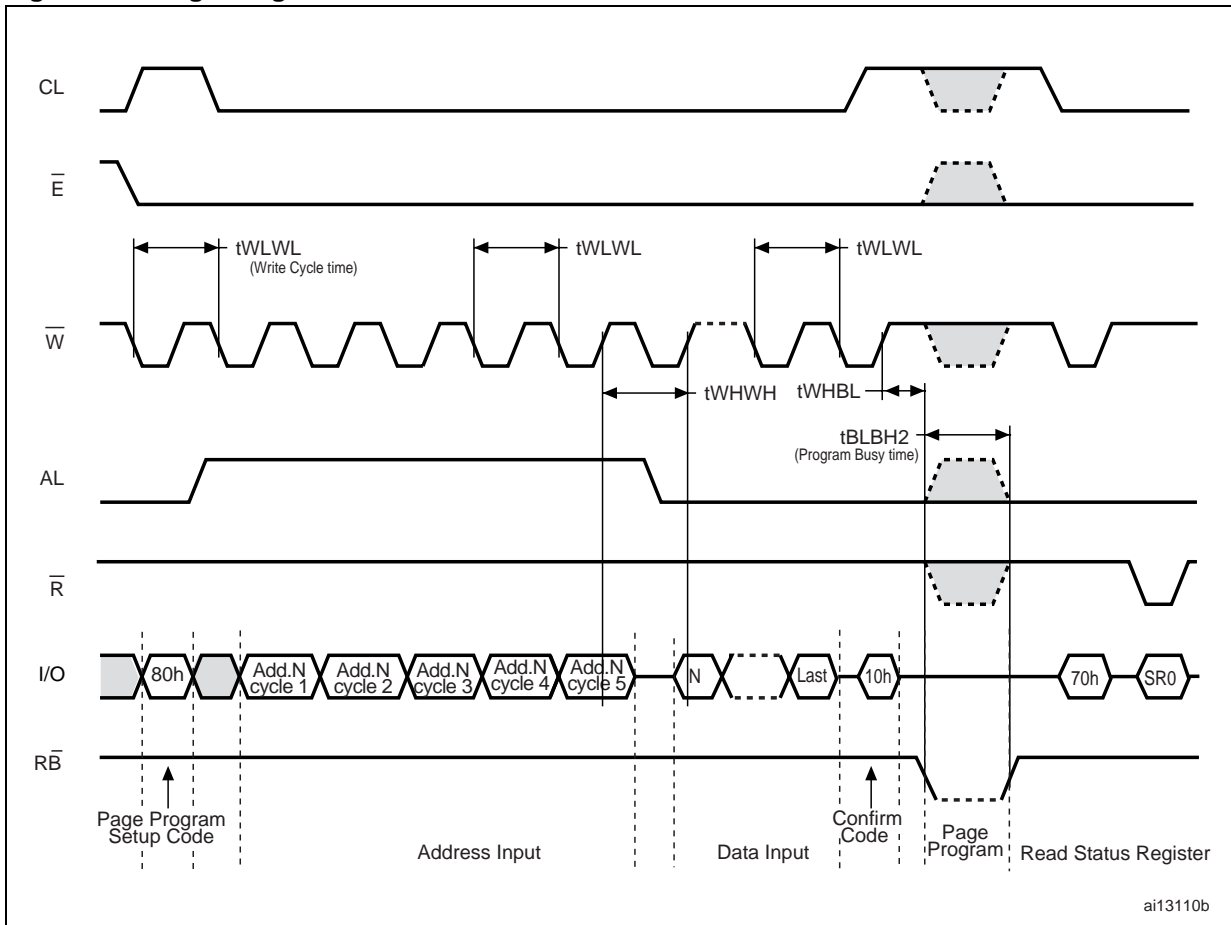 CL
E
tWLWL
(Write Cycle time)
tWLWL
tWLWL
W
tWHWH
tWHBL
tBLBH2
(Program Busy time)
AL
R
I/O
80h
Add.N
cycle 1
Add.N
cycle 2
Add.N
cycle 3
Add.N
cycle 4
Add.N
cycle 5
N
Last
10h
70h
SR0
RB
Page Program
Setup Code
Address Input
Data Input
Confirm
Code
Page
Program
Read Status Register
ai13110b